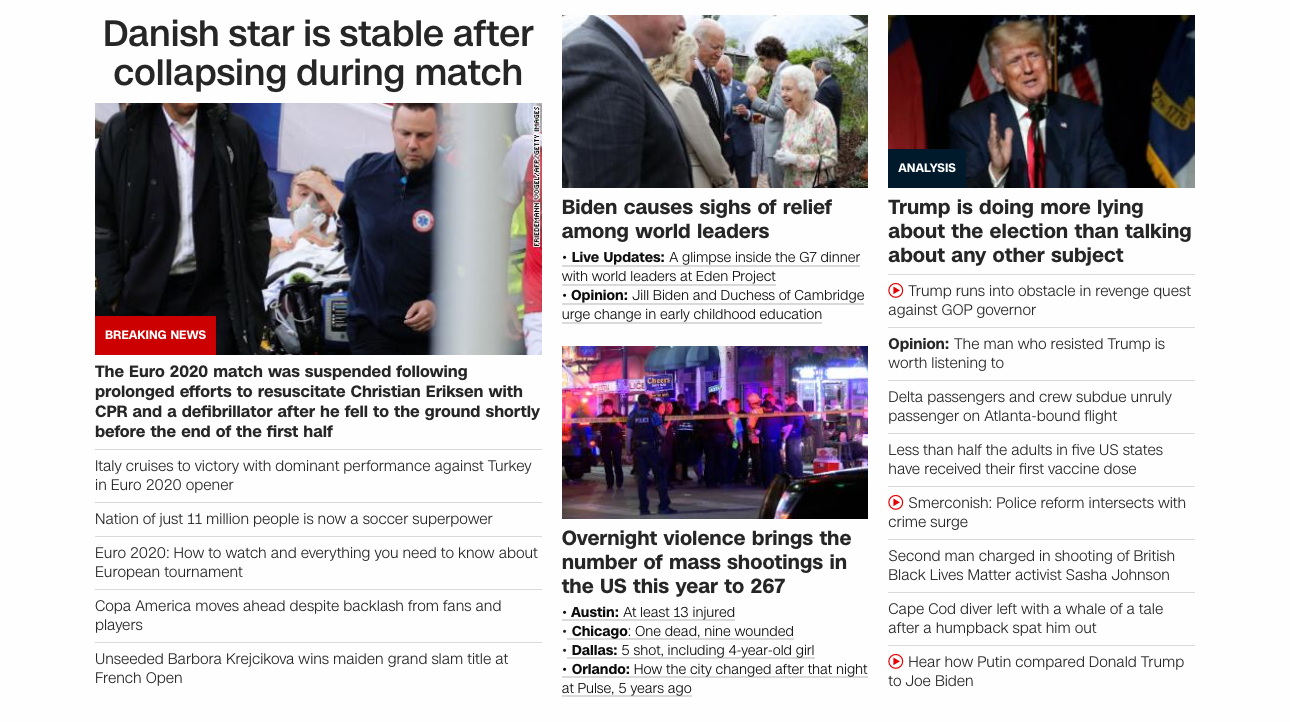 Danish star is stable after
collapsing during match
FRIEDEMANN VOGEL/AFP/GETTY IMAGES
BREAKING NEWS
The Euro 2020 match was suspended following
prolonged efforts to resuscitate Christian Eriksen with
CPR and a defibrillator after he fell to the ground shortly
before the end of the first half
Italy cruises to victory with dominant performance against Turkey
in Euro 2020 opener
Nation of just 11 million people is now a soccer superpower
Euro 2020: How to watch and everything you need to know about
European tournament
Copa America moves ahead despite backlash from fans and
players
Unseeded Barbora Krejcikova wins maiden grand slam title at
French Open
Biden causes sighs of relief
among world leaders
• Live Updates: A glimpse inside the G7 dinner
with world leaders at Eden Project
• Opinion: Jill Biden and Duchess of Cambridge
urge change in early childhood education
Cheers
POLICE
Overnight violence brings the
number of mass shootings in
the US this year to 267
• Austin: At least 13 injured
• Chicago: One dead, nine wounded
• Dallas: 5 shot, including 4-year-old girl
• Orlando: How the city changed after that night
at Pulse, 5 years ago
ANALYSIS
Trump is doing more lying
about the election than talking
about any other subject
Trump runs into obstacle in revenge quest
against GOP governor
Opinion: The man who resisted Trump is
worth listening to
Delta passengers and crew subdue unruly
passenger on Atlanta-bound flight
Less than half the adults in five US states
have received their first vaccine dose
Smerconish: Police reform intersects with
crime surge
Second man charged in shooting of British
Black Lives Matter activist Sasha Johnson
Cape Cod diver left with a whale of a tale
after a humpback spat him out
Hear how Putin compared Donald Trump
to Joe Biden